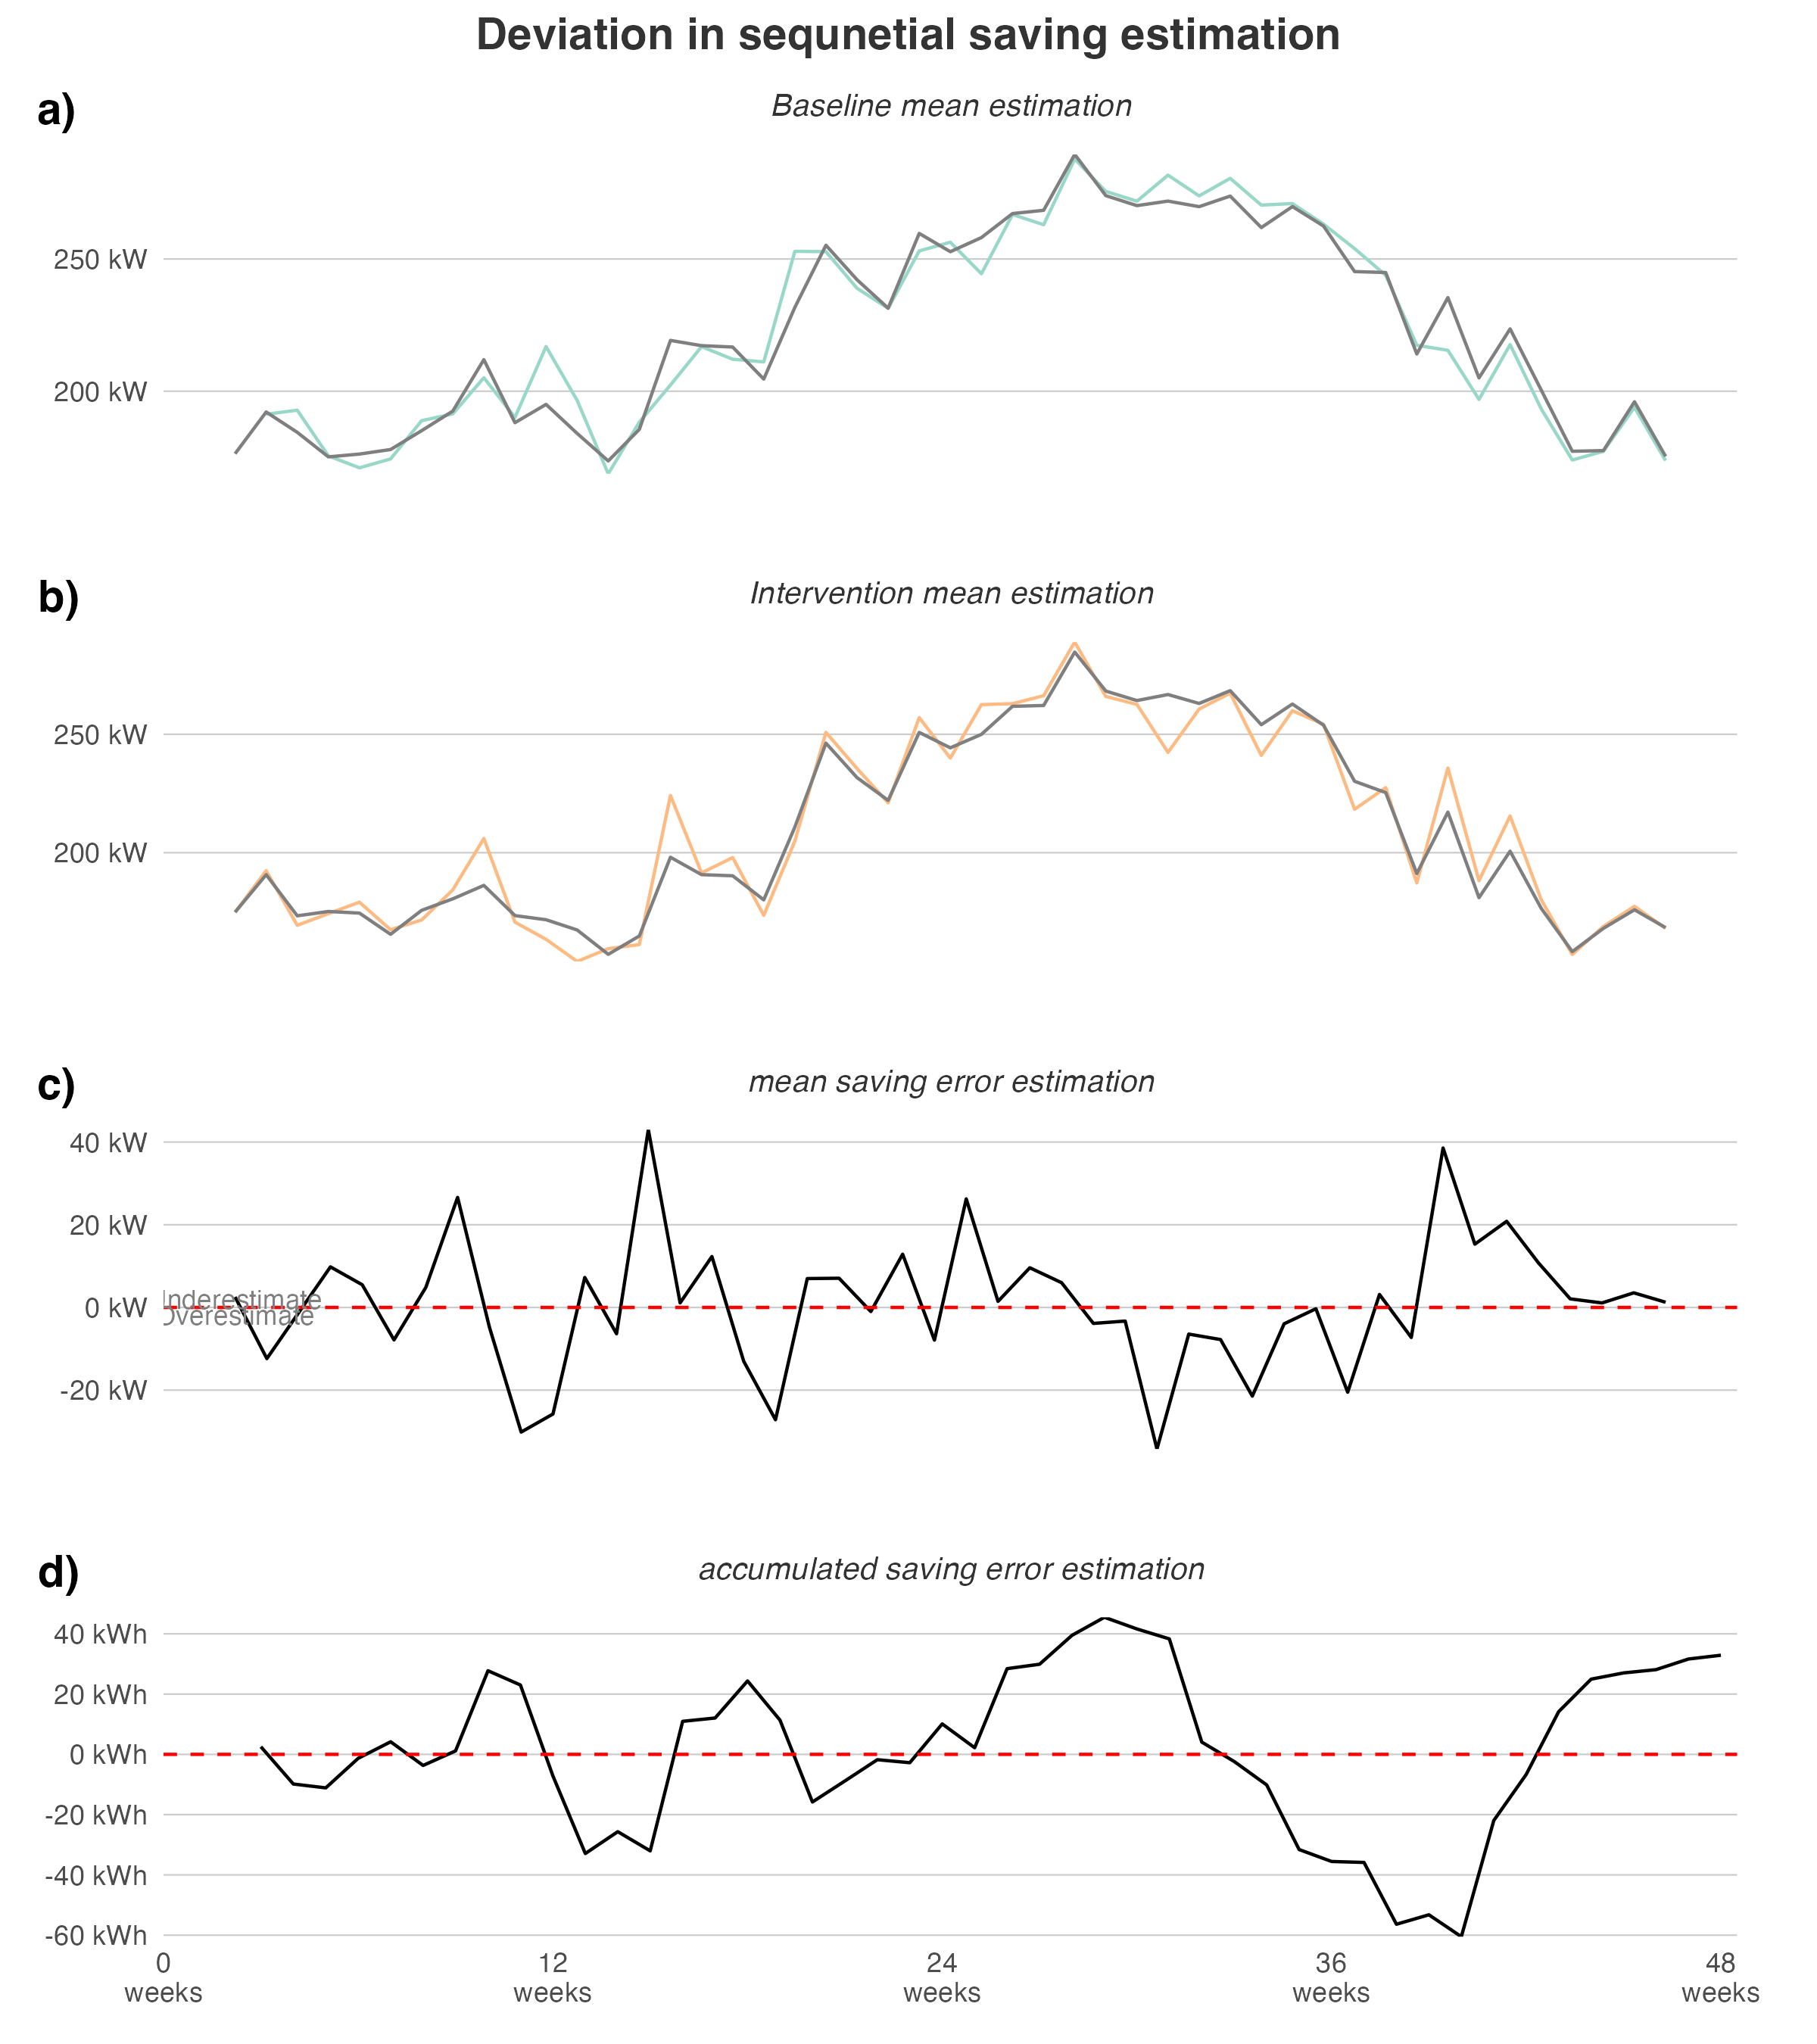 Deviation in sequnetial saving estimation
a)
Baseline mean estimation
250 kW
200 kW
b)
Intervention mean estimation
250 kW
200 kW
c)
mean saving error estimation
40 kW
20 kW
Underestimate
0 kW
Overestimate
-20 kW
d)
accumulated saving error estimation
40 kWh
20 kWh
0 kWh
-20 kWh
-40 kWh
-60 kWh
0 12 24 36 48
weeks weeks weeks weeks weeks